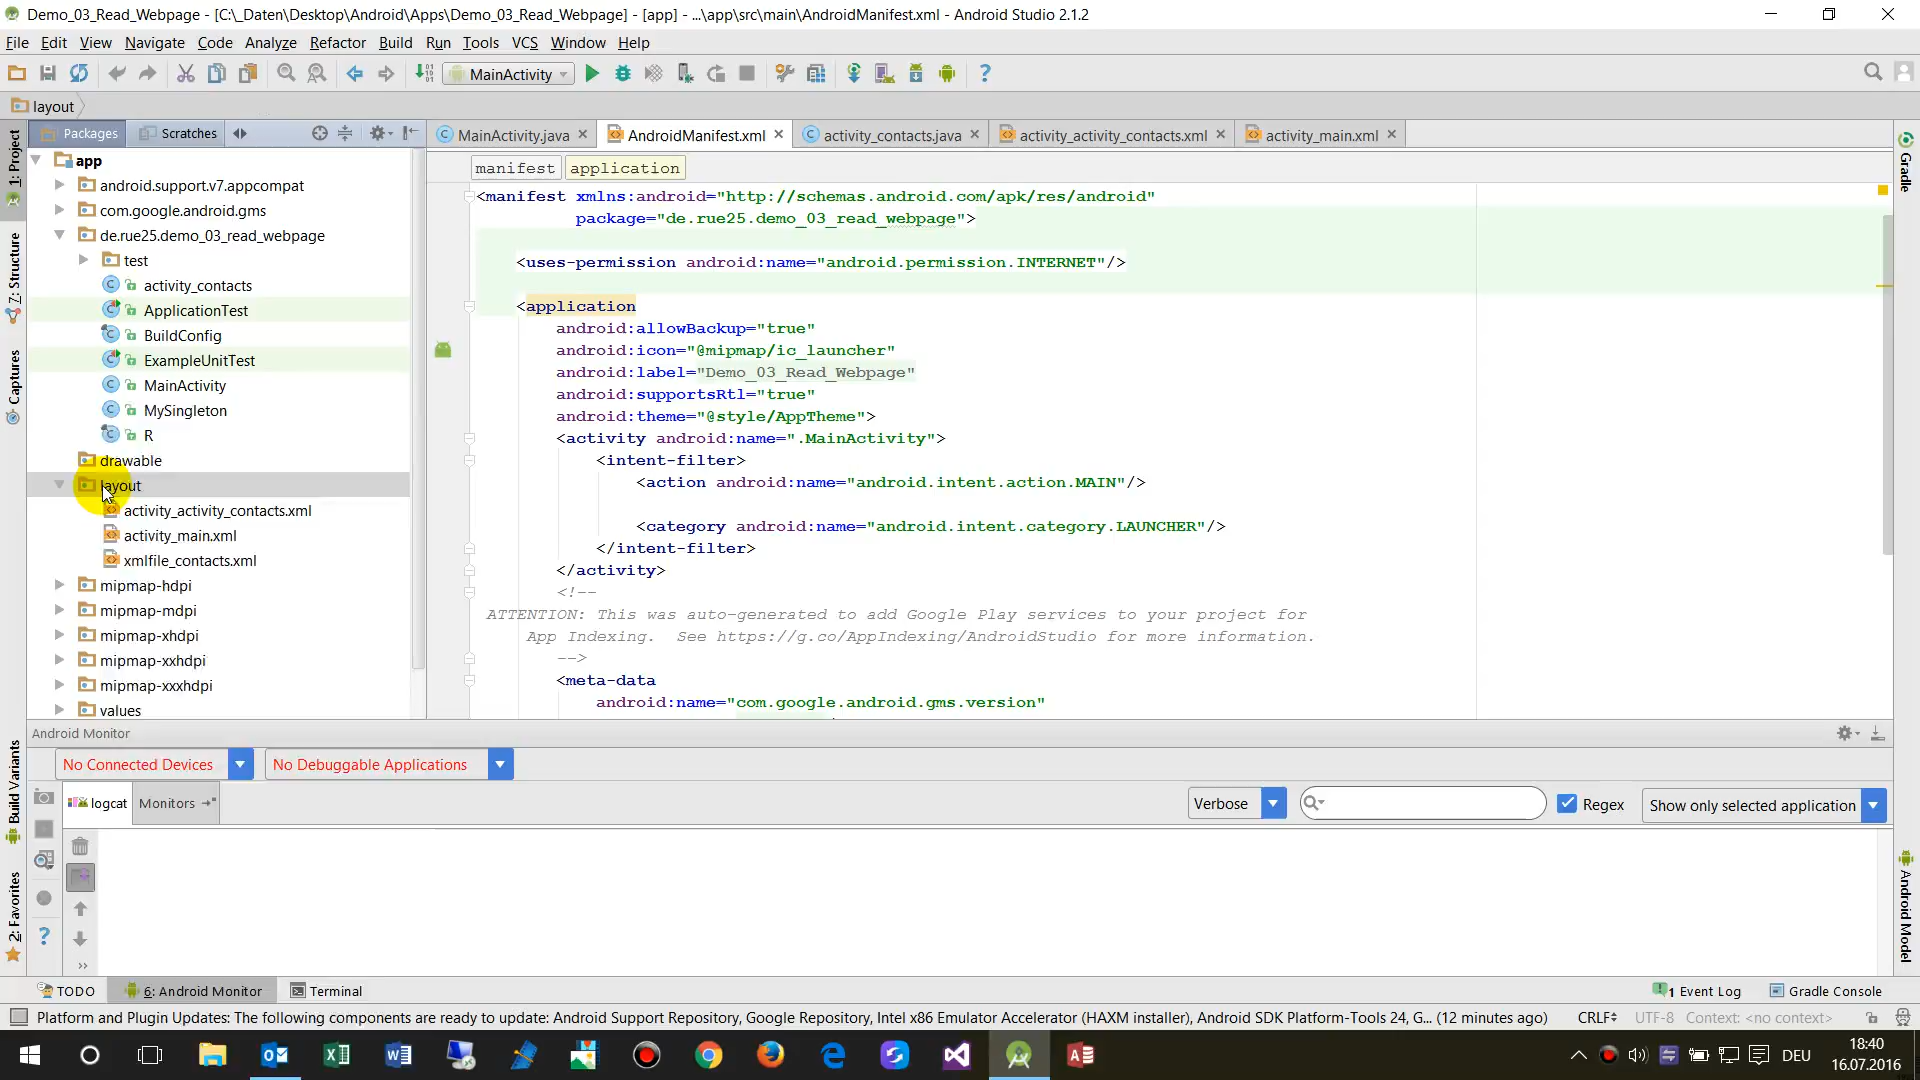 Demo_03_Read_Webpage - [C:\_Daten\Desktop\Android\Apps\Demo_03_Read_Webpage] - [app] - ...\app\src\main\AndroidManifest.xml - Android Studio 2.1.2
File Edit View Navigate Code Analyze Refactor Build Run Tools VCS Window Help
MainActivity
layout
Packages Scratches
MainActivity.java AndroidManifest.xml activity_contacts.java activity_activity_contacts.xml activity_main.xml
1: Project
7: Structure
Captures
Build Variants
2: Favorites
app
android.support.v7.appcompat
com.google.android.gms
de.rue25.demo_03_read_webpage
test
activity_contacts
ApplicationTest
BuildConfig
ExampleUnitTest
MainActivity
MySingleton
R
drawable
layout
activity_activity_contacts.xml
activity_main.xml
xmlfile_contacts.xml
mipmap-hdpi
mipmap-mdpi
mipmap-xhdpi
mipmap-xxhdpi
mipmap-xxxhdpi
values
manifest application
<manifest xmlns:android="http://schemas.android.com/apk/res/android"
package="de.rue25.demo_03_read_webpage">
<uses-permission android:name="android.permission.INTERNET"/>
<application
android:allowBackup="true"
android:icon="@mipmap/ic_launcher"
android:label="Demo_03_Read_Webpage"
android:supportsRtl="true"
android:theme="@style/AppTheme">
<activity android:name=".MainActivity">
<intent-filter>
<action android:name="android.intent.action.MAIN"/>
<category android:name="android.intent.category.LAUNCHER"/>
</intent-filter>
</activity>
<!--
ATTENTION: This was auto-generated to add Google Play services to your project for
App Indexing.  See https://g.co/AppIndexing/AndroidStudio for more information.
-->
<meta-data
android:name="com.google.android.gms.version"
Gradle
Android Model
Android Monitor
No Connected Devices No Debuggable Applications
logcat Monitors Verbose Regex Show only selected application
TODO 6: Android Monitor Terminal 1 Event Log Gradle Console
Platform and Plugin Updates: The following components are ready to update: Android Support Repository, Google Repository, Intel x86 Emulator Accelerator (HAXM installer), Android SDK Platform-Tools 24, G... (12 minutes ago) CRLF UTF-8 Context: <no context>
DEU
18:40
16.07.2016